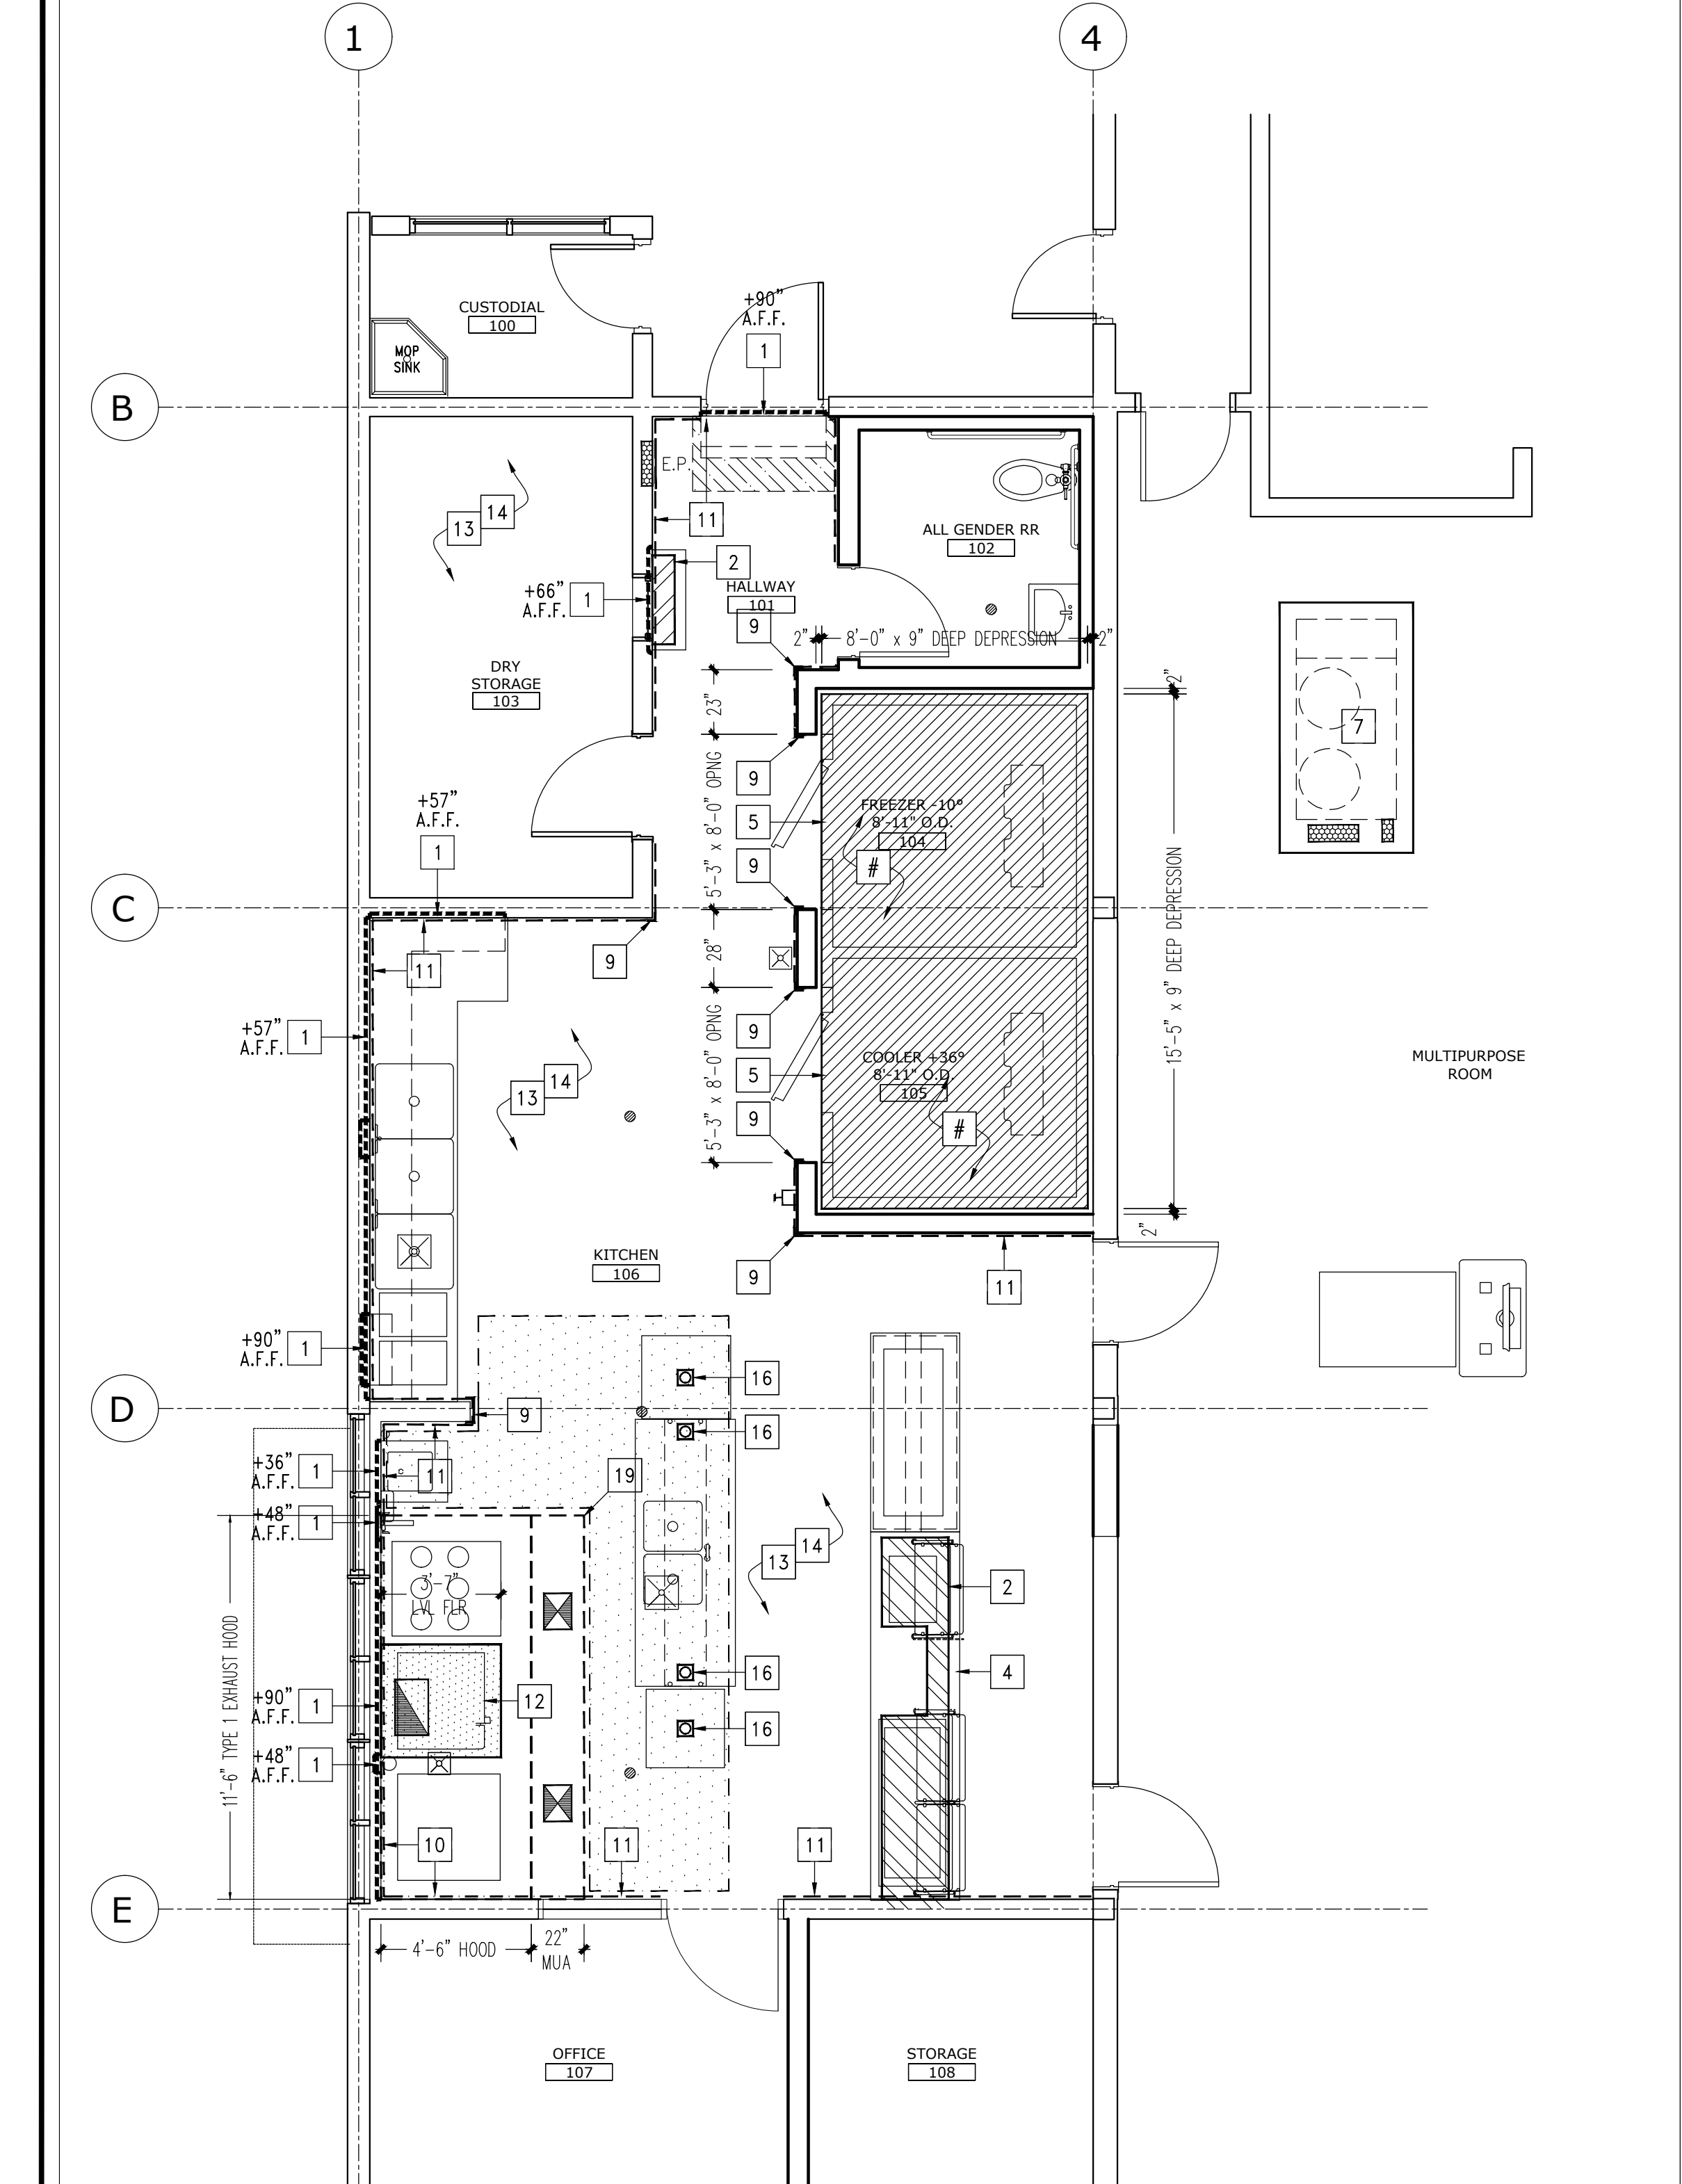 1
4
CUSTODIAL
100
MOP
SINK
+90"
A.F.F.
1
B
E.P.
14
13
11
2
ALL GENDER RR
102
HALLWAY
101
+66"
A.F.F.
1
9
2"
8'-0" x 9" DEEP DEPRESSION
2"
DRY
STORAGE
103
23"
2"
9
7
5'-3" x 8'-0" OPNG
5
FREEZER -10°
8'-11" O.D.
104
+57"
A.F.F.
1
9
#
15'-5" x 9" DEEP DEPRESSION
C
11
9
28"
+57"
A.F.F.
1
9
5'-3" x 8'-0" OPNG
14
13
5
COOLER +36°
8'-11" O.D.
105
MULTIPURPOSE
ROOM
9
#
2"
KITCHEN
106
9
11
+90"
A.F.F.
1
16
D
9
16
+36"
A.F.F.
1
11
19
+48"
A.F.F.
1
14
13
3'-7"
LVL FLR
2
11'-6" TYPE 1 EXHAUST HOOD
16
4
+90"
A.F.F.
1
12
16
+48"
A.F.F.
1
10
11
11
E
4'-6" HOOD
22"
MUA
OFFICE
107
STORAGE
108